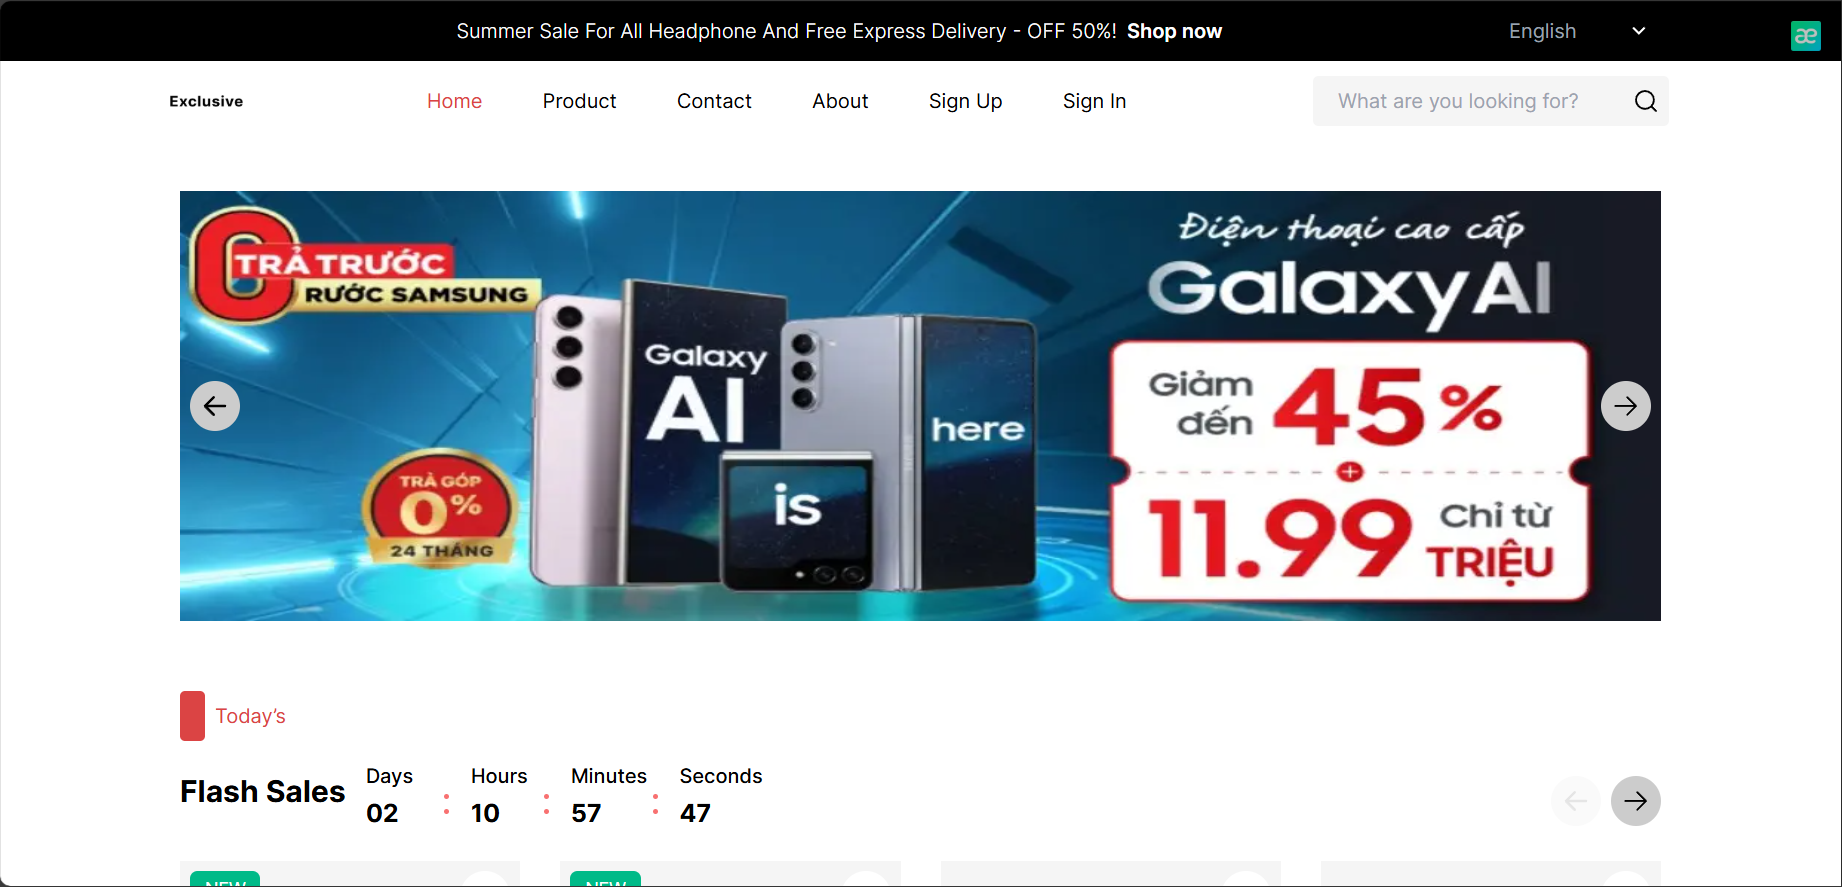 Summer Sale For All Headphone And Free Express Delivery - OFF 50%! Shop now
English
æ
Exclusive
Home
Product
Contact
About
Sign Up
Sign In
What are you looking for?
0 TRẢ TRƯỚC
RƯỚC SAMSUNG
TRẢ GÓP
0%
24 THÁNG
Galaxy
AI
is
here
Điện thoại cao cấp
Galaxy AI
Giảm đến 45%
+
Chỉ từ
11.99 TRIỆU
Today's
Flash Sales
Days
02
:
Hours
10
:
Minutes
57
:
Seconds
47
NEW
NEW